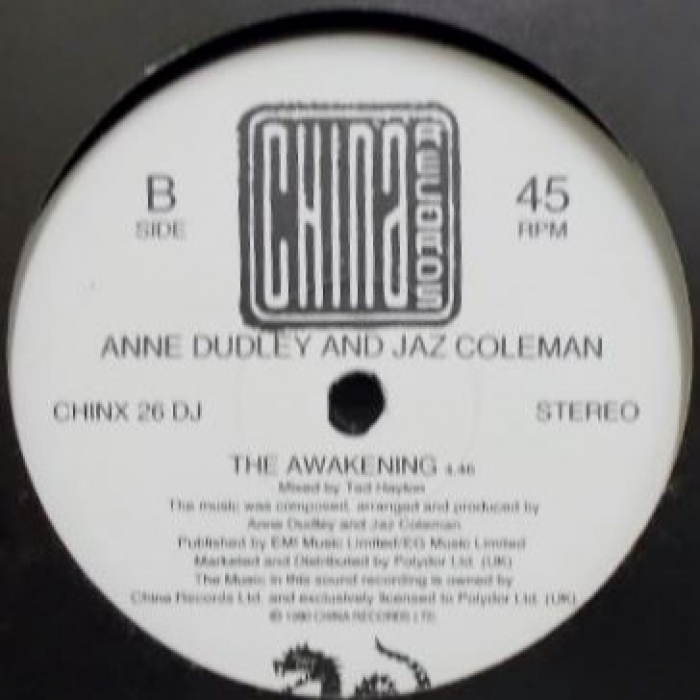 CHINA RECORDS
B
SIDE
45
RPM
ANNE DUDLEY AND JAZ COLEMAN
CHINX 26 DJ
STEREO
THE AWAKENING 4.46
Mixed by Ted Hayton
The music was composed, arranged and produced by
Anne Dudley and Jaz Coleman
Published by EMI Music Limited/EG Music Limited
Marketed and Distributed by Polydor Ltd. (UK)
The Music in this sound recording is owned by
China Records Ltd. and exclusively licensed to Polydor Ltd. (UK)
℗ 1990 CHINA RECORDS LTD.